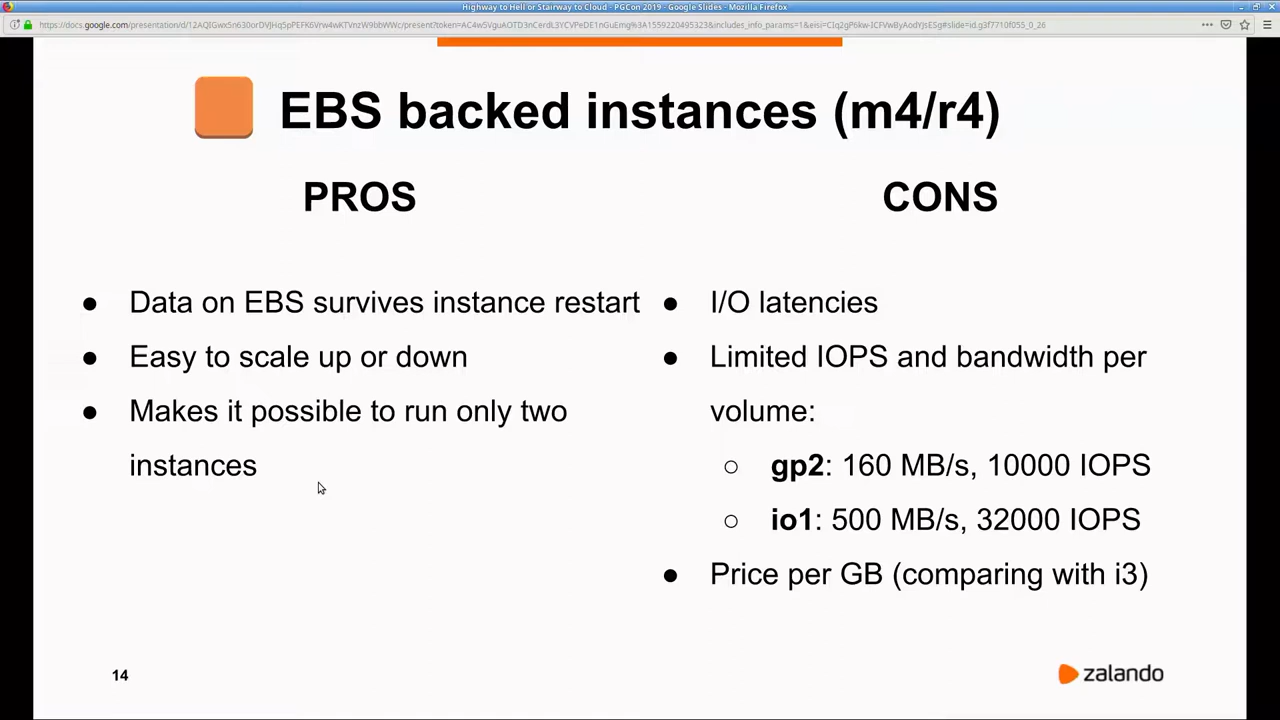 Highway to Hell or Stairway to Cloud - PGCon 2019 - Google Slides - Mozilla Firefox
EBS backed instances (m4/r4)
PROS
● Data on EBS survives instance restart
● Easy to scale up or down
● Makes it possible to run only two
instances
CONS
● I/O latencies
● Limited IOPS and bandwidth per
volume:
○ gp2: 160 MB/s, 10000 IOPS
○ io1: 500 MB/s, 32000 IOPS
● Price per GB (comparing with i3)
14
zalando